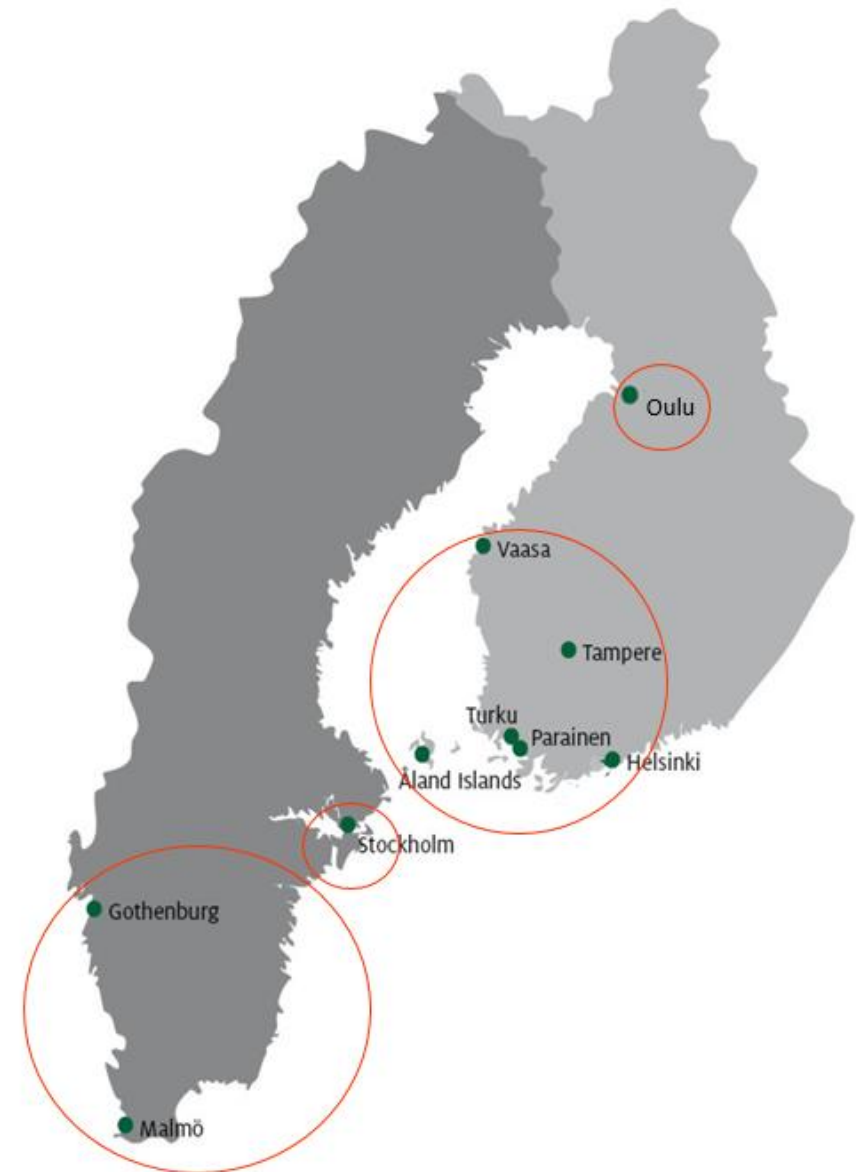 Oulu
Vaasa
Tampere
Turku
Parainen
Helsinki
Åland Islands
Stockholm
Gothenburg
Malmö